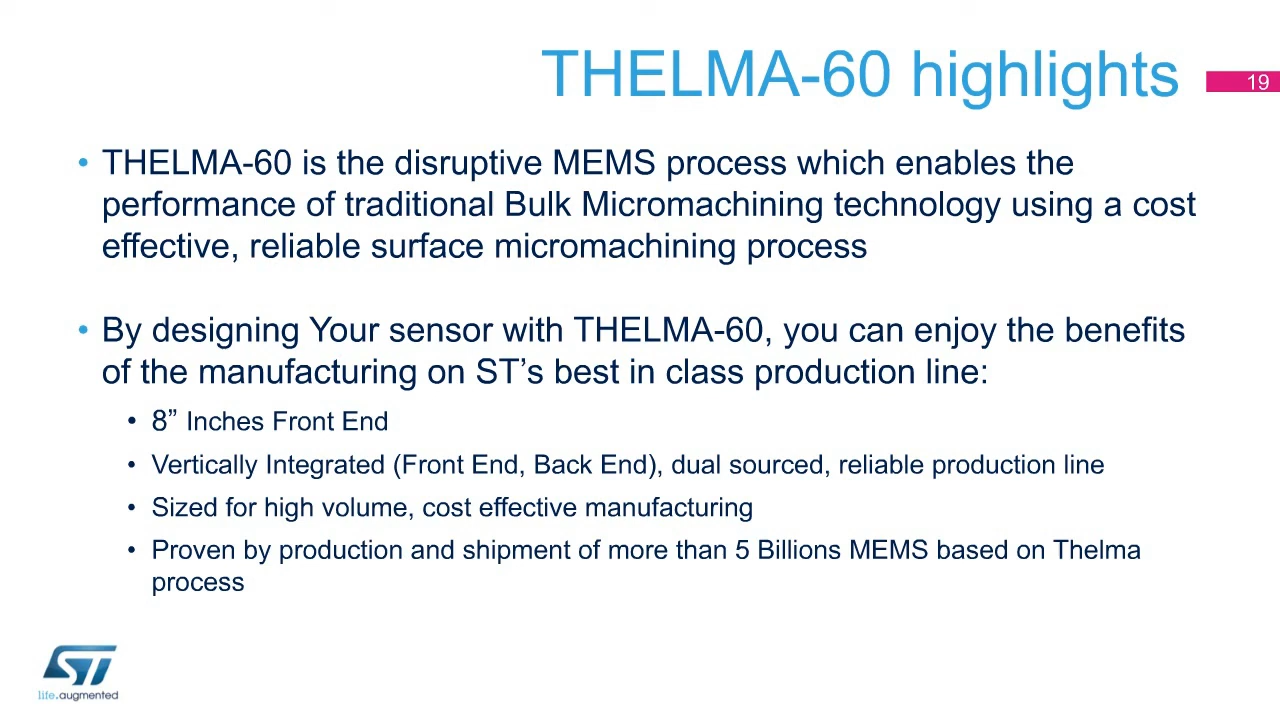 THELMA-60 highlights
19
• THELMA-60 is the disruptive MEMS process which enables the
performance of traditional Bulk Micromachining technology using a cost
effective, reliable surface micromachining process
• By designing Your sensor with THELMA-60, you can enjoy the benefits
of the manufacturing on ST’s best in class production line:
• 8” Inches Front End
• Vertically Integrated (Front End, Back End), dual sourced, reliable production line
• Sized for high volume, cost effective manufacturing
• Proven by production and shipment of more than 5 Billions MEMS based on Thelma
process
ST
life.augmented